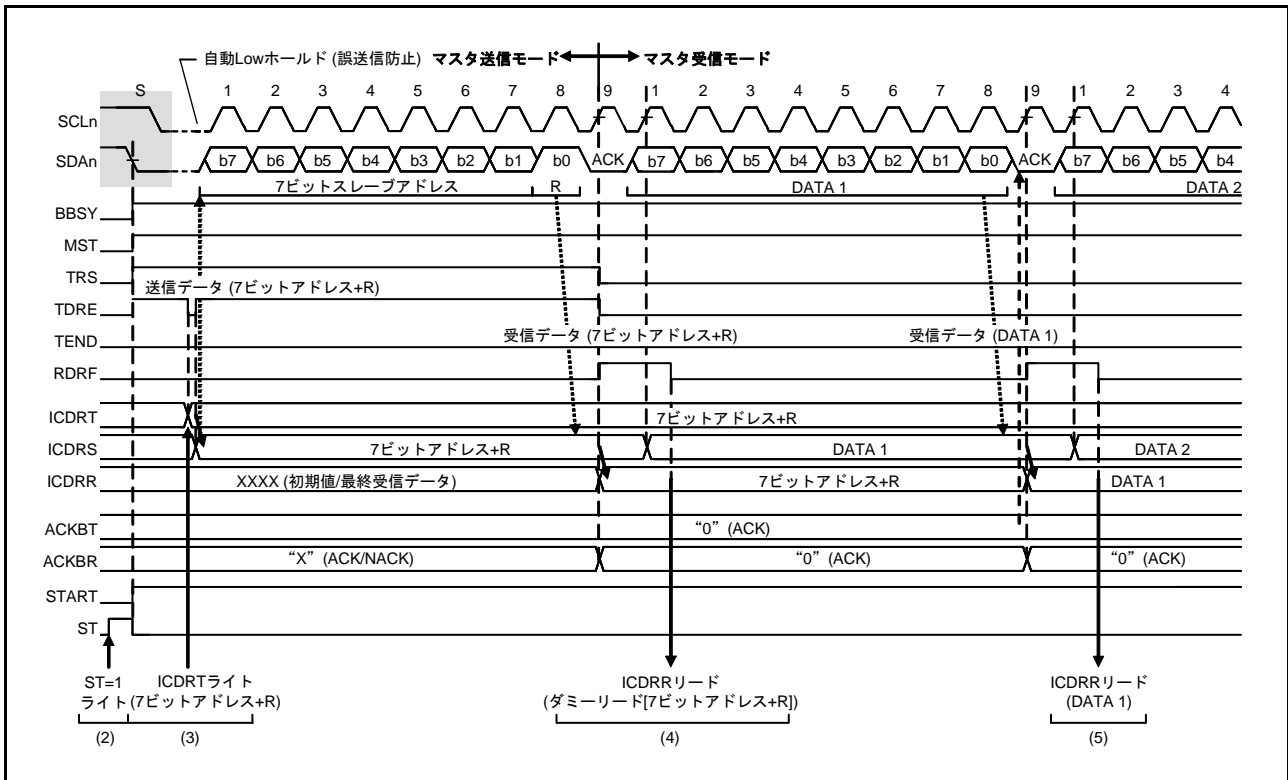 自動Lowホールド (誤送信防止) マスタ送信モード マスタ受信モード
S 1 2 3 4 5 6 7 8 9 1 2 3 4 5 6 7 8 9 1 2 3 4
SCLn
SDAn b7 b6 b5 b4 b3 b2 b1 b0 ACK b7 b6 b5 b4 b3 b2 b1 b0 ACK b7 b6 b5 b4
7ビットスレーブアドレス R DATA 1 DATA 2
BBSY
MST
TRS
送信データ (7ビットアドレス+R)
TDRE
受信データ (7ビットアドレス+R) 受信データ (DATA 1)
TEND
RDRF
ICDRT 7ビットアドレス+R
ICDRS 7ビットアドレス+R DATA 1 DATA 2
ICDRR XXXX (初期値/最終受信データ) 7ビットアドレス+R DATA 1
ACKBT “0” (ACK)
ACKBR “X” (ACK/NACK) “0” (ACK) “0” (ACK)
START
ST
ST=1 ICDRTライト ICDRRリード ICDRRリード
ライト (7ビットアドレス+R) (ダミーリード[7ビットアドレス+R]) (DATA 1)
(2) (3) (4) (5)